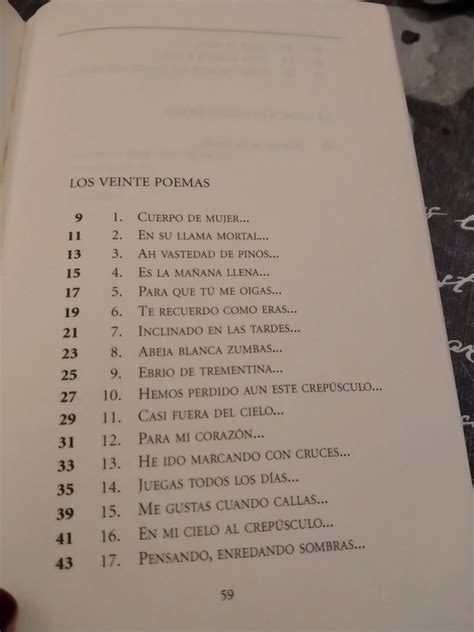 LOS VEINTE POEMAS
9 1. CUERPO DE MUJER...
11 2. EN SU LLAMA MORTAL...
13 3. AH VASTEDAD DE PINOS...
15 4. ES LA MAÑANA LLENA...
17 5. PARA QUE TÚ ME OIGAS...
19 6. TE RECUERDO COMO ERAS...
21 7. INCLINADO EN LAS TARDES...
23 8. ABEJA BLANCA ZUMBAS...
25 9. EBRIO DE TREMENTINA...
27 10. HEMOS PERDIDO AUN ESTE CREPÚSCULO...
29 11. CASI FUERA DEL CIELO...
31 12. PARA MI CORAZÓN...
33 13. HE IDO MARCANDO CON CRUCES...
35 14. JUEGAS TODOS LOS DÍAS...
39 15. ME GUSTAS CUANDO CALLAS...
41 16. EN MI CIELO AL CREPÚSCULO...
43 17. PENSANDO, ENREDANDO SOMBRAS...
59